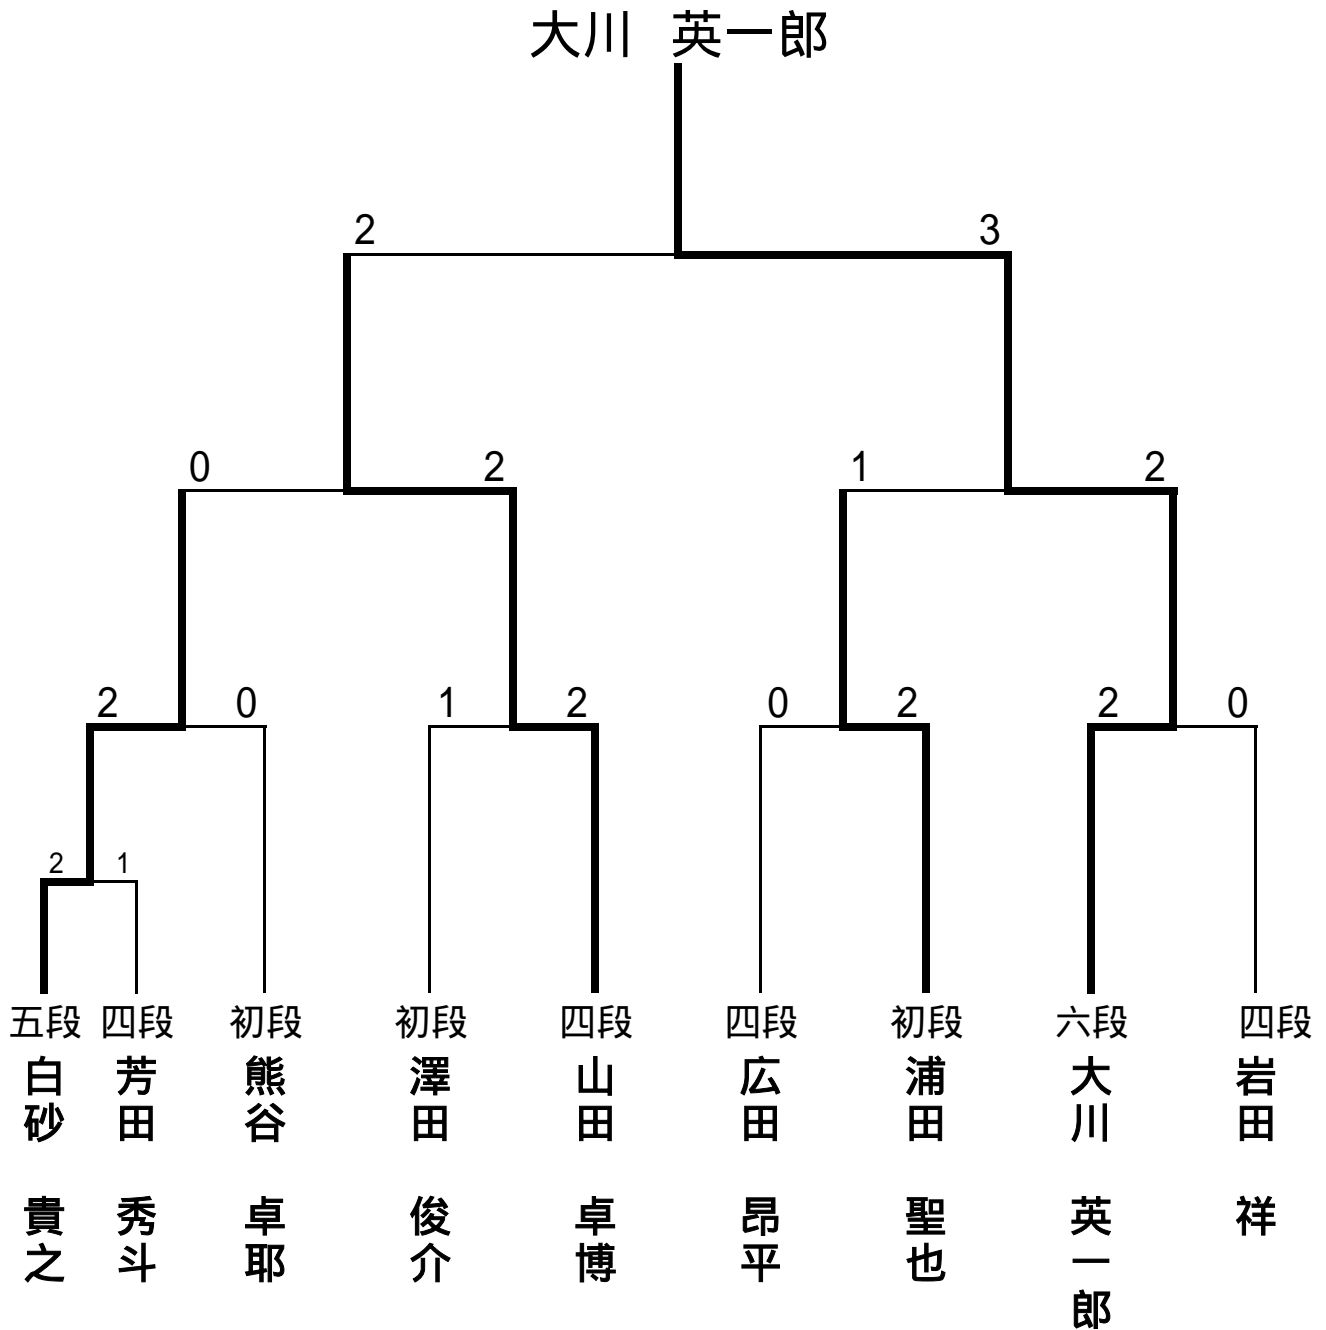 大川 英一郎
2 3
0 2 1 2
2 0 1 2 0 2 2 0
2 1
五段 四段 初段 初段 四段 四段 初段 六段 四段
白砂 貴之
芳田 秀斗
熊谷 卓耶
澤田 俊介
山田 卓博
広田 昂平
浦田 聖也
大川 英一郎
岩田 祥